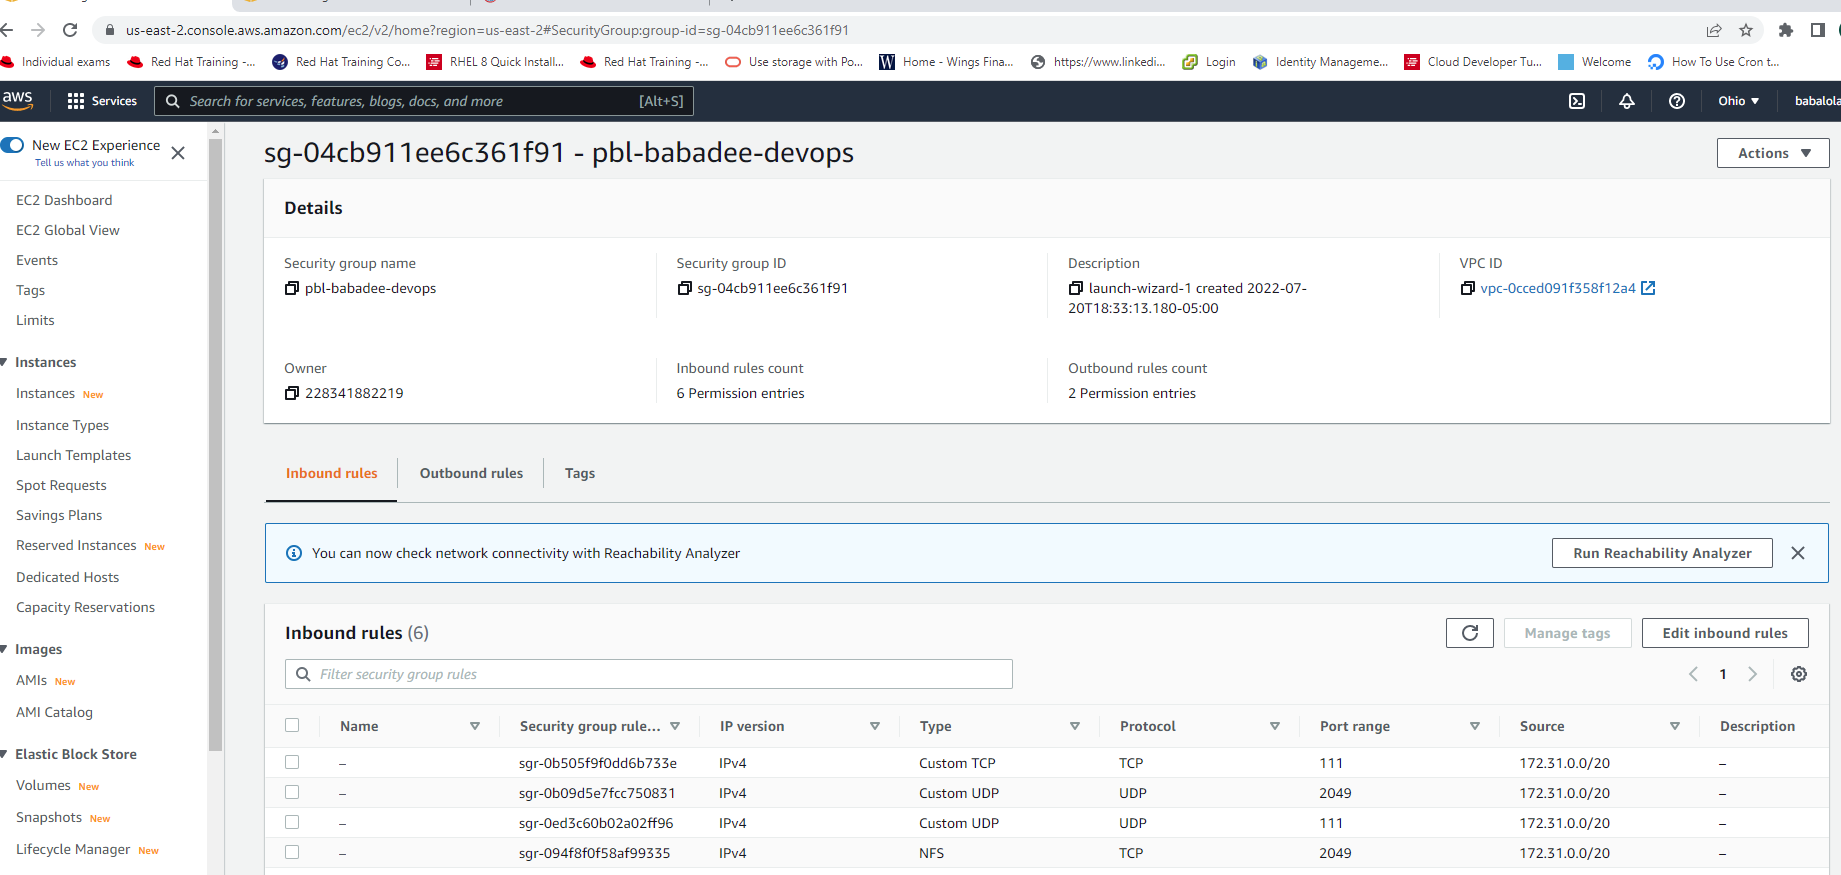 us-east-2.console.aws.amazon.com/ec2/v2/home?region=us-east-2#SecurityGroup:group-id=sg-04cb911ee6c361f91
Individual exams Red Hat Training -... Red Hat Training Co... RHEL 8 Quick Install... Red Hat Training -... Use storage with Po... Home - Wings Fina... https://www.linkedi... Login Identity Manageme... Cloud Developer Tu... Welcome How To Use Cron t...
aws Services Search for services, features, blogs, docs, and more [Alt+S] Ohio babalola
New EC2 Experience
Tell us what you think
EC2 Dashboard
EC2 Global View
Events
Tags
Limits
Instances
Instances New
Instance Types
Launch Templates
Spot Requests
Savings Plans
Reserved Instances New
Dedicated Hosts
Capacity Reservations
Images
AMIs New
AMI Catalog
Elastic Block Store
Volumes New
Snapshots New
Lifecycle Manager New
sg-04cb911ee6c361f91 - pbl-babadee-devops
Actions
Details
Security group name
pbl-babadee-devops
Security group ID
sg-04cb911ee6c361f91
Description
launch-wizard-1 created 2022-07-
20T18:33:13.180-05:00
VPC ID
vpc-0cced091f358f12a4
Owner
228341882219
Inbound rules count
6 Permission entries
Outbound rules count
2 Permission entries
Inbound rules Outbound rules Tags
You can now check network connectivity with Reachability Analyzer Run Reachability Analyzer
Inbound rules (6) Manage tags Edit inbound rules
Filter security group rules 1
Name Security group rule... IP version Type Protocol Port range Source Description
– sgr-0b505f9f0dd6b733e IPv4 Custom TCP TCP 111 172.31.0.0/20 –
– sgr-0b09d5e7fcc750831 IPv4 Custom UDP UDP 2049 172.31.0.0/20 –
– sgr-0ed3c60b02a02ff96 IPv4 Custom UDP UDP 111 172.31.0.0/20 –
– sgr-094f8f0f58af99335 IPv4 NFS TCP 2049 172.31.0.0/20 –